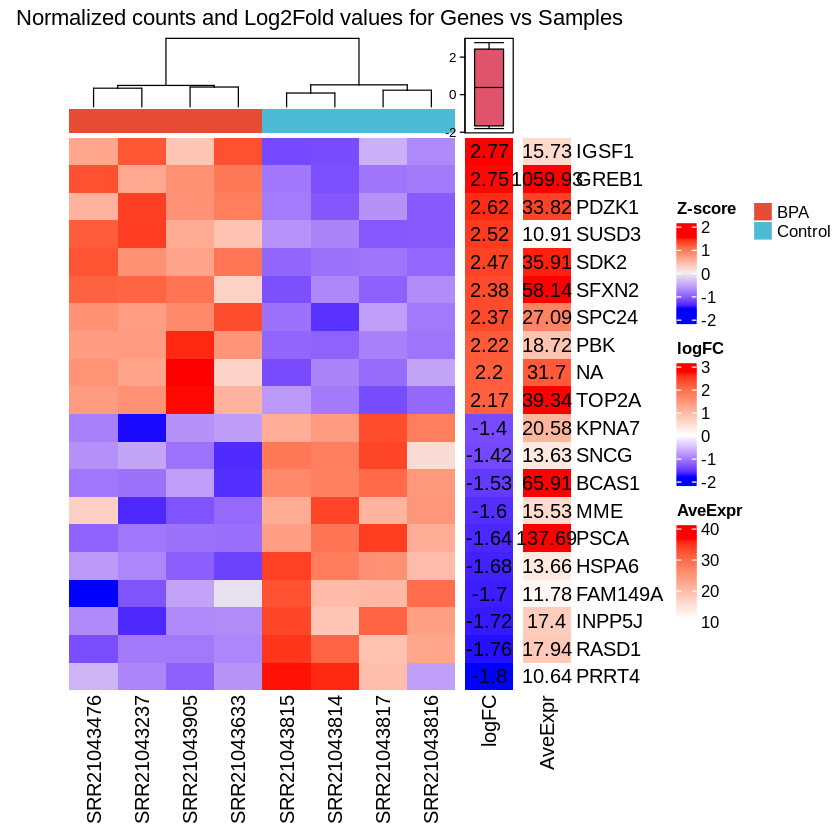 Normalized counts and Log2Fold values for Genes vs Samples
2
0
-2
2.77 15.73 IGSF1
2.75 1059.93 GREB1
2.62 33.82 PDZK1
2.52 10.91 SUSD3
2.47 35.91 SDK2
2.38 58.14 SFXN2
2.37 27.09 SPC24
2.22 18.72 PBK
2.2 31.7 NA
2.17 39.34 TOP2A
-1.4 20.58 KPNA7
-1.42 13.63 SNCG
-1.53 65.91 BCAS1
-1.6 15.53 MME
-1.64 137.69 PSCA
-1.68 13.66 HSPA6
-1.7 11.78 FAM149A
-1.72 17.4 INPP5J
-1.76 17.94 RASD1
-1.8 10.64 PRRT4
SRR21043476
SRR21043237
SRR21043905
SRR21043633
SRR21043815
SRR21043814
SRR21043817
SRR21043816
logFC
AveExpr
Z-score
2
1
0
-1
-2
logFC
3
2
1
0
-1
-2
AveExpr
40
30
20
10
BPA
Control